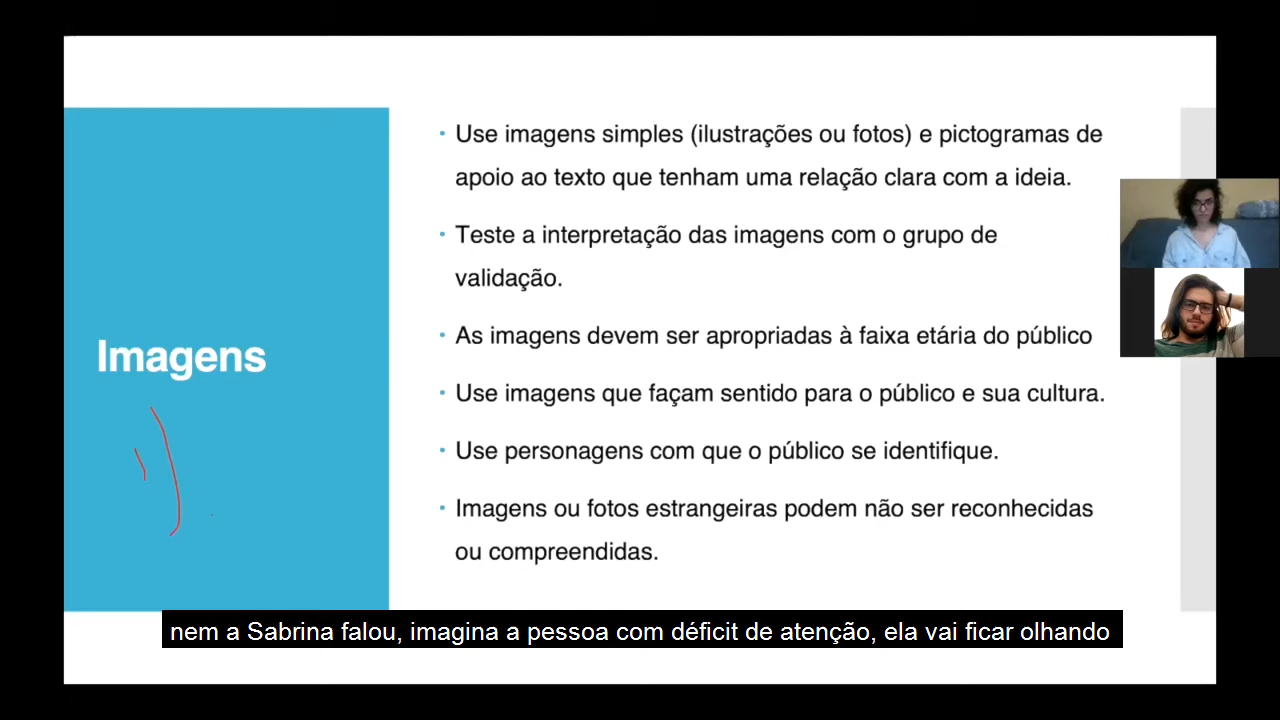 Imagens
• Use imagens simples (ilustrações ou fotos) e pictogramas de
apoio ao texto que tenham uma relação clara com a ideia.
• Teste a interpretação das imagens com o grupo de
validação.
• As imagens devem ser apropriadas à faixa etária do público
• Use imagens que façam sentido para o público e sua cultura.
• Use personagens com que o público se identifique.
• Imagens ou fotos estrangeiras podem não ser reconhecidas
ou compreendidas.
nem a Sabrina falou, imagina a pessoa com déficit de atenção, ela vai ficar olhando